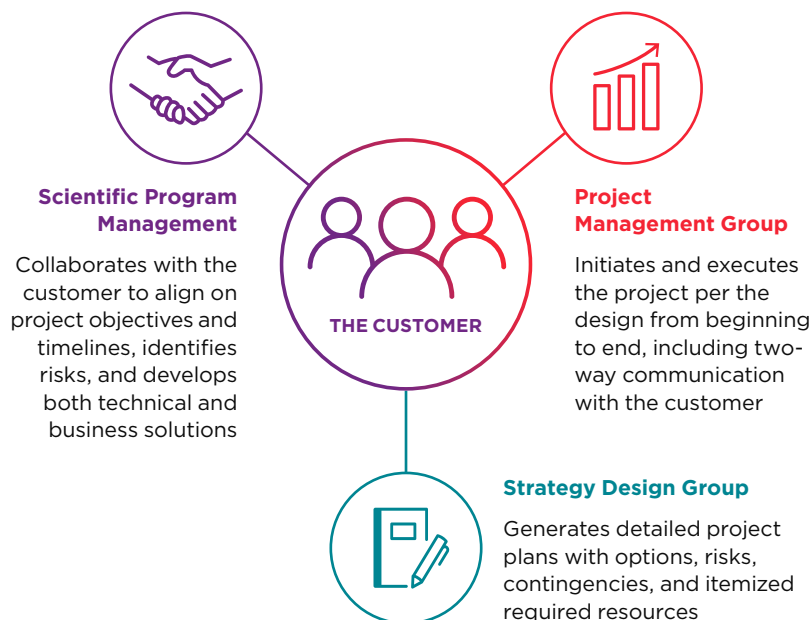 Scientific Program
Management
Collaborates with the
customer to align on
project objectives and
timelines, identifies
risks, and develops
both technical and
business solutions
THE CUSTOMER
Project
Management Group
Initiates and executes
the project per the
design from beginning
to end, including two-
way communication
with the customer
Strategy Design Group
Generates detailed project
plans with options, risks,
contingencies, and itemized
required resources